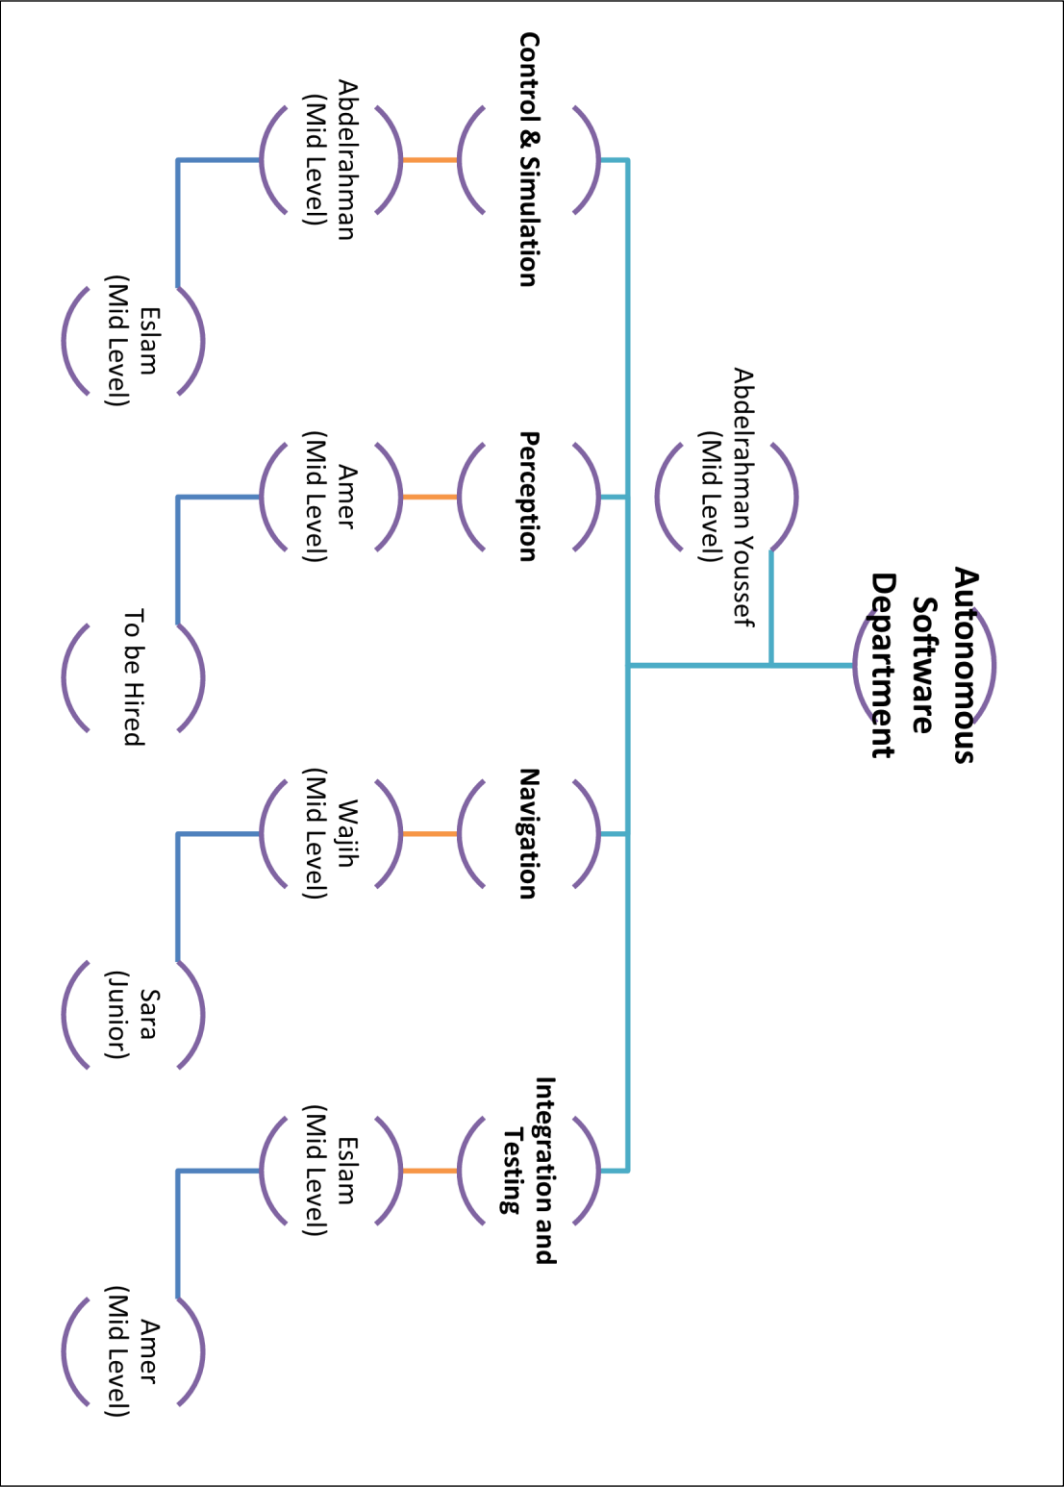 Autonomous
Software
Department
Abdelrahman Youssef
(Mid Level)
Control & Simulation
Perception
Navigation
Integration and
Testing
Abdelrahman
(Mid Level)
Amer
(Mid Level)
Wajih
(Mid Level)
Eslam
(Mid Level)
Eslam
(Mid Level)
To be Hired
Sara
(Junior)
Amer
(Mid Level)